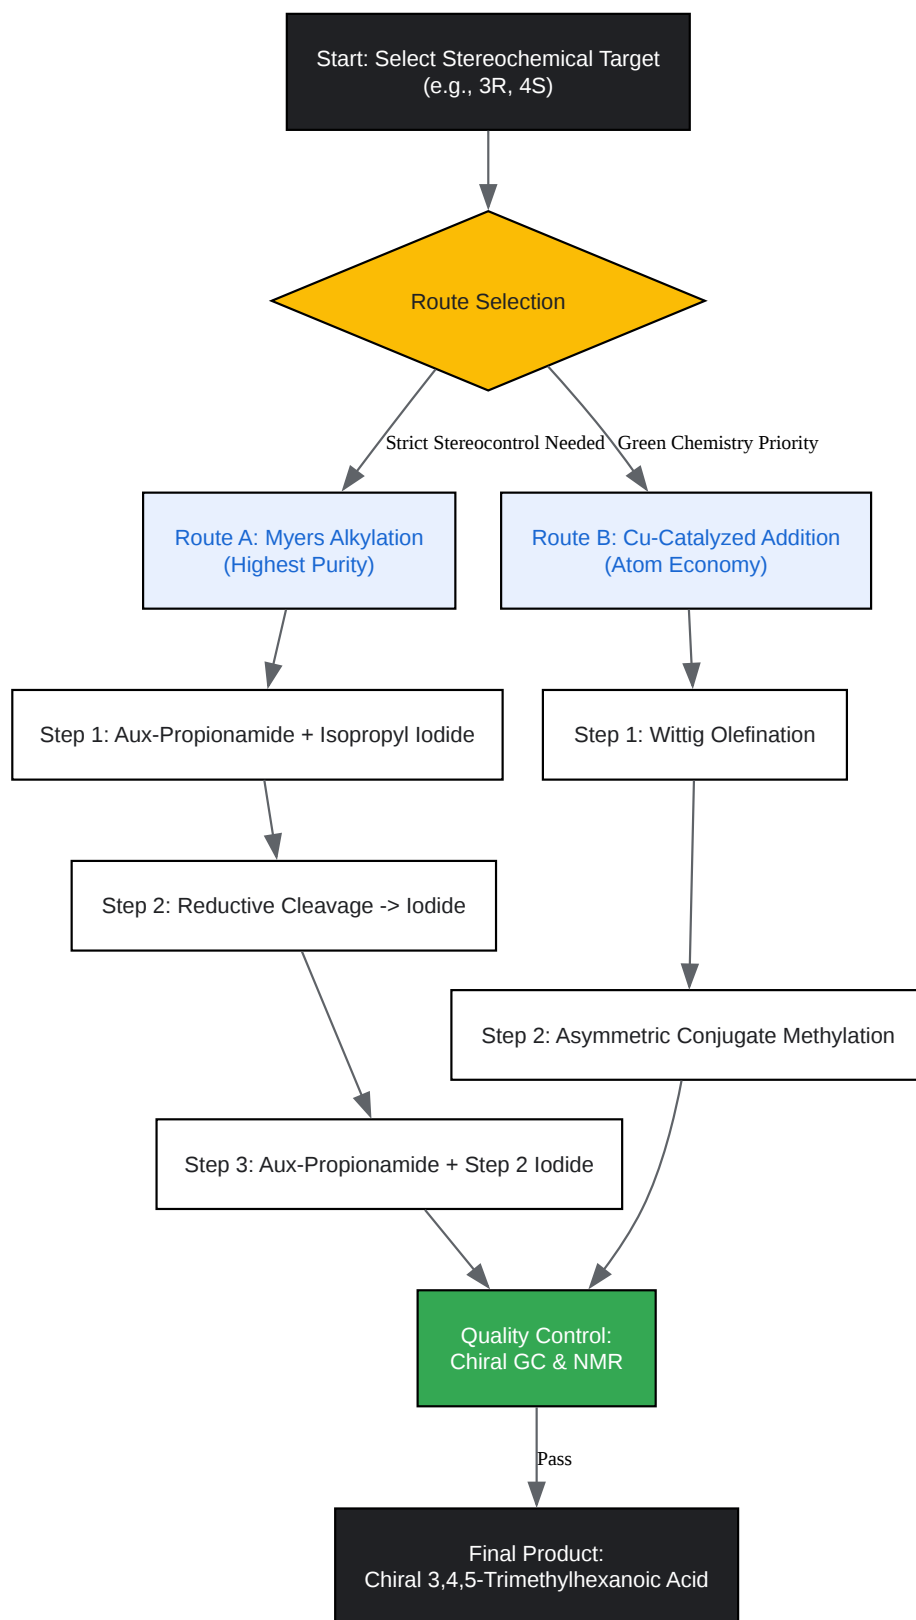 Start: Select Stereochemical Target
(e.g., 3R, 4S)
Route Selection
Strict Stereocontrol Needed
Green Chemistry Priority
Route A: Myers Alkylation
(Highest Purity)
Route B: Cu-Catalyzed Addition
(Atom Economy)
Step 1: Aux-Propionamide + Isopropyl Iodide
Step 1: Wittig Olefination
Step 2: Reductive Cleavage -> Iodide
Step 2: Asymmetric Conjugate Methylation
Step 3: Aux-Propionamide + Step 2 Iodide
Quality Control:
Chiral GC & NMR
Pass
Final Product:
Chiral 3,4,5-Trimethylhexanoic Acid